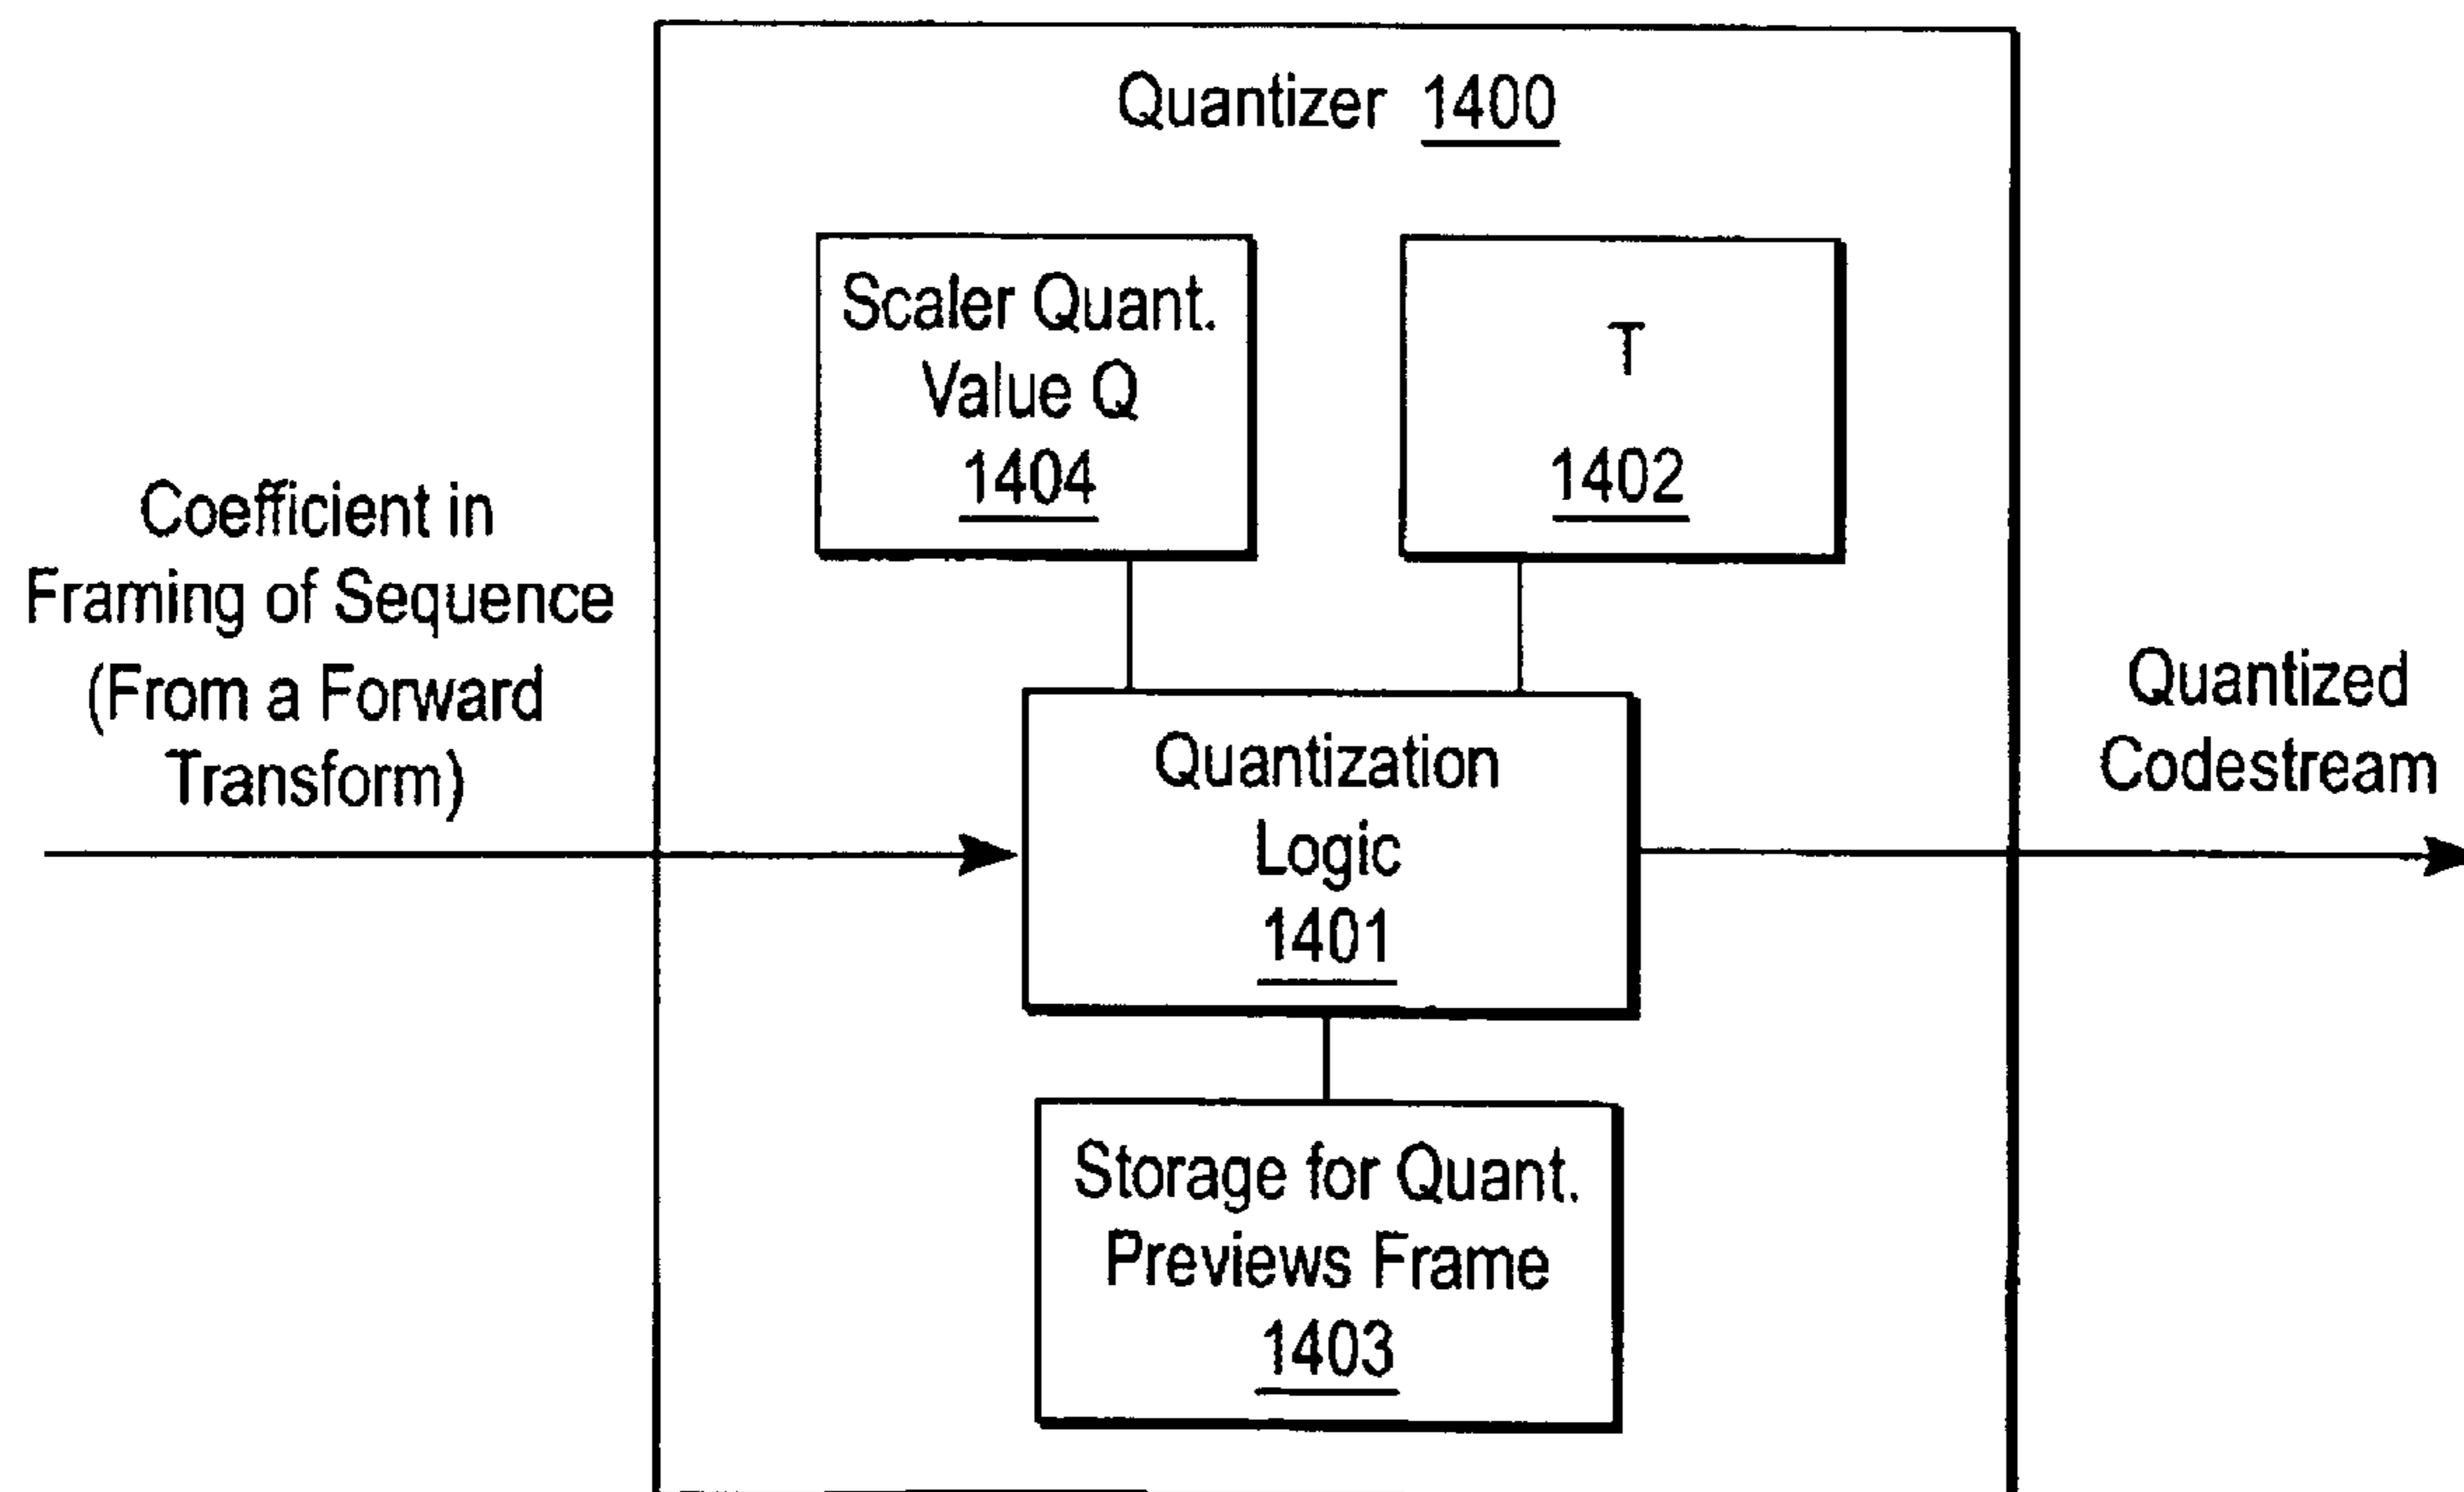 Quantizer 1400
Scaler Quant.
Value Q
1404
T
1402
Coefficient in
Framing of Sequence
(From a Forward
Transform)
Quantization
Logic
1401
Quantized
Codestream
Storage for Quant.
Previews Frame
1403